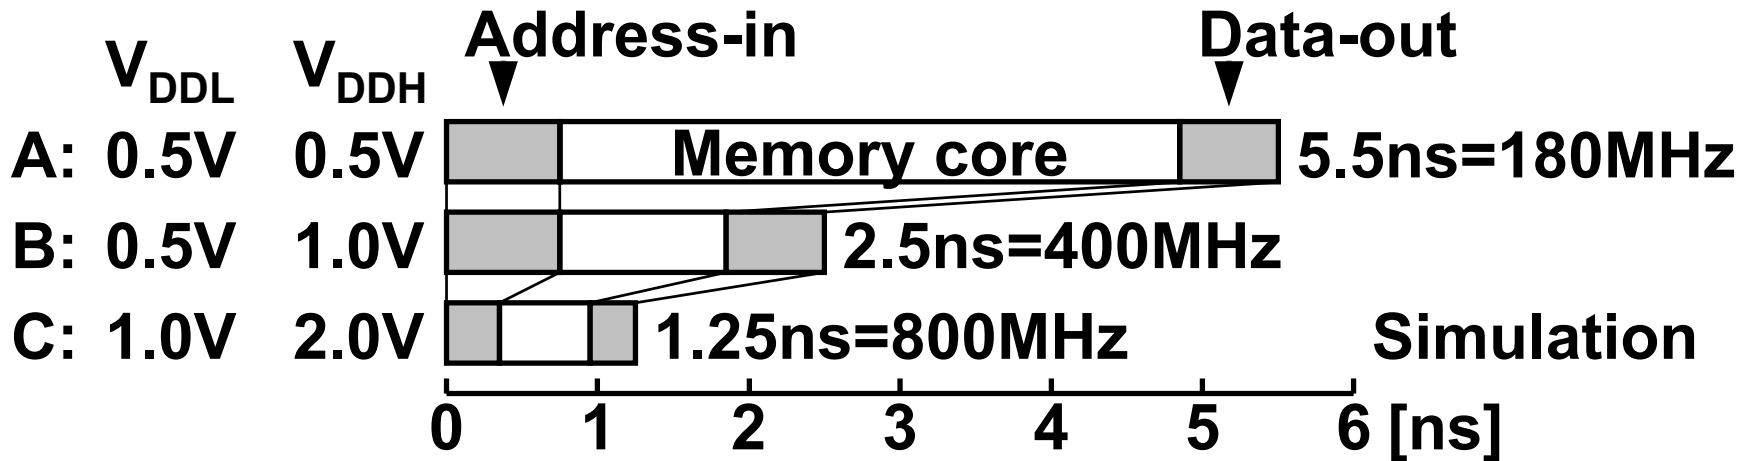 Address-in Data-out
V_DDL V_DDH
A: 0.5V 0.5V Memory core 5.5ns=180MHz
B: 0.5V 1.0V 2.5ns=400MHz
C: 1.0V 2.0V 1.25ns=800MHz Simulation
0 1 2 3 4 5 6 [ns]